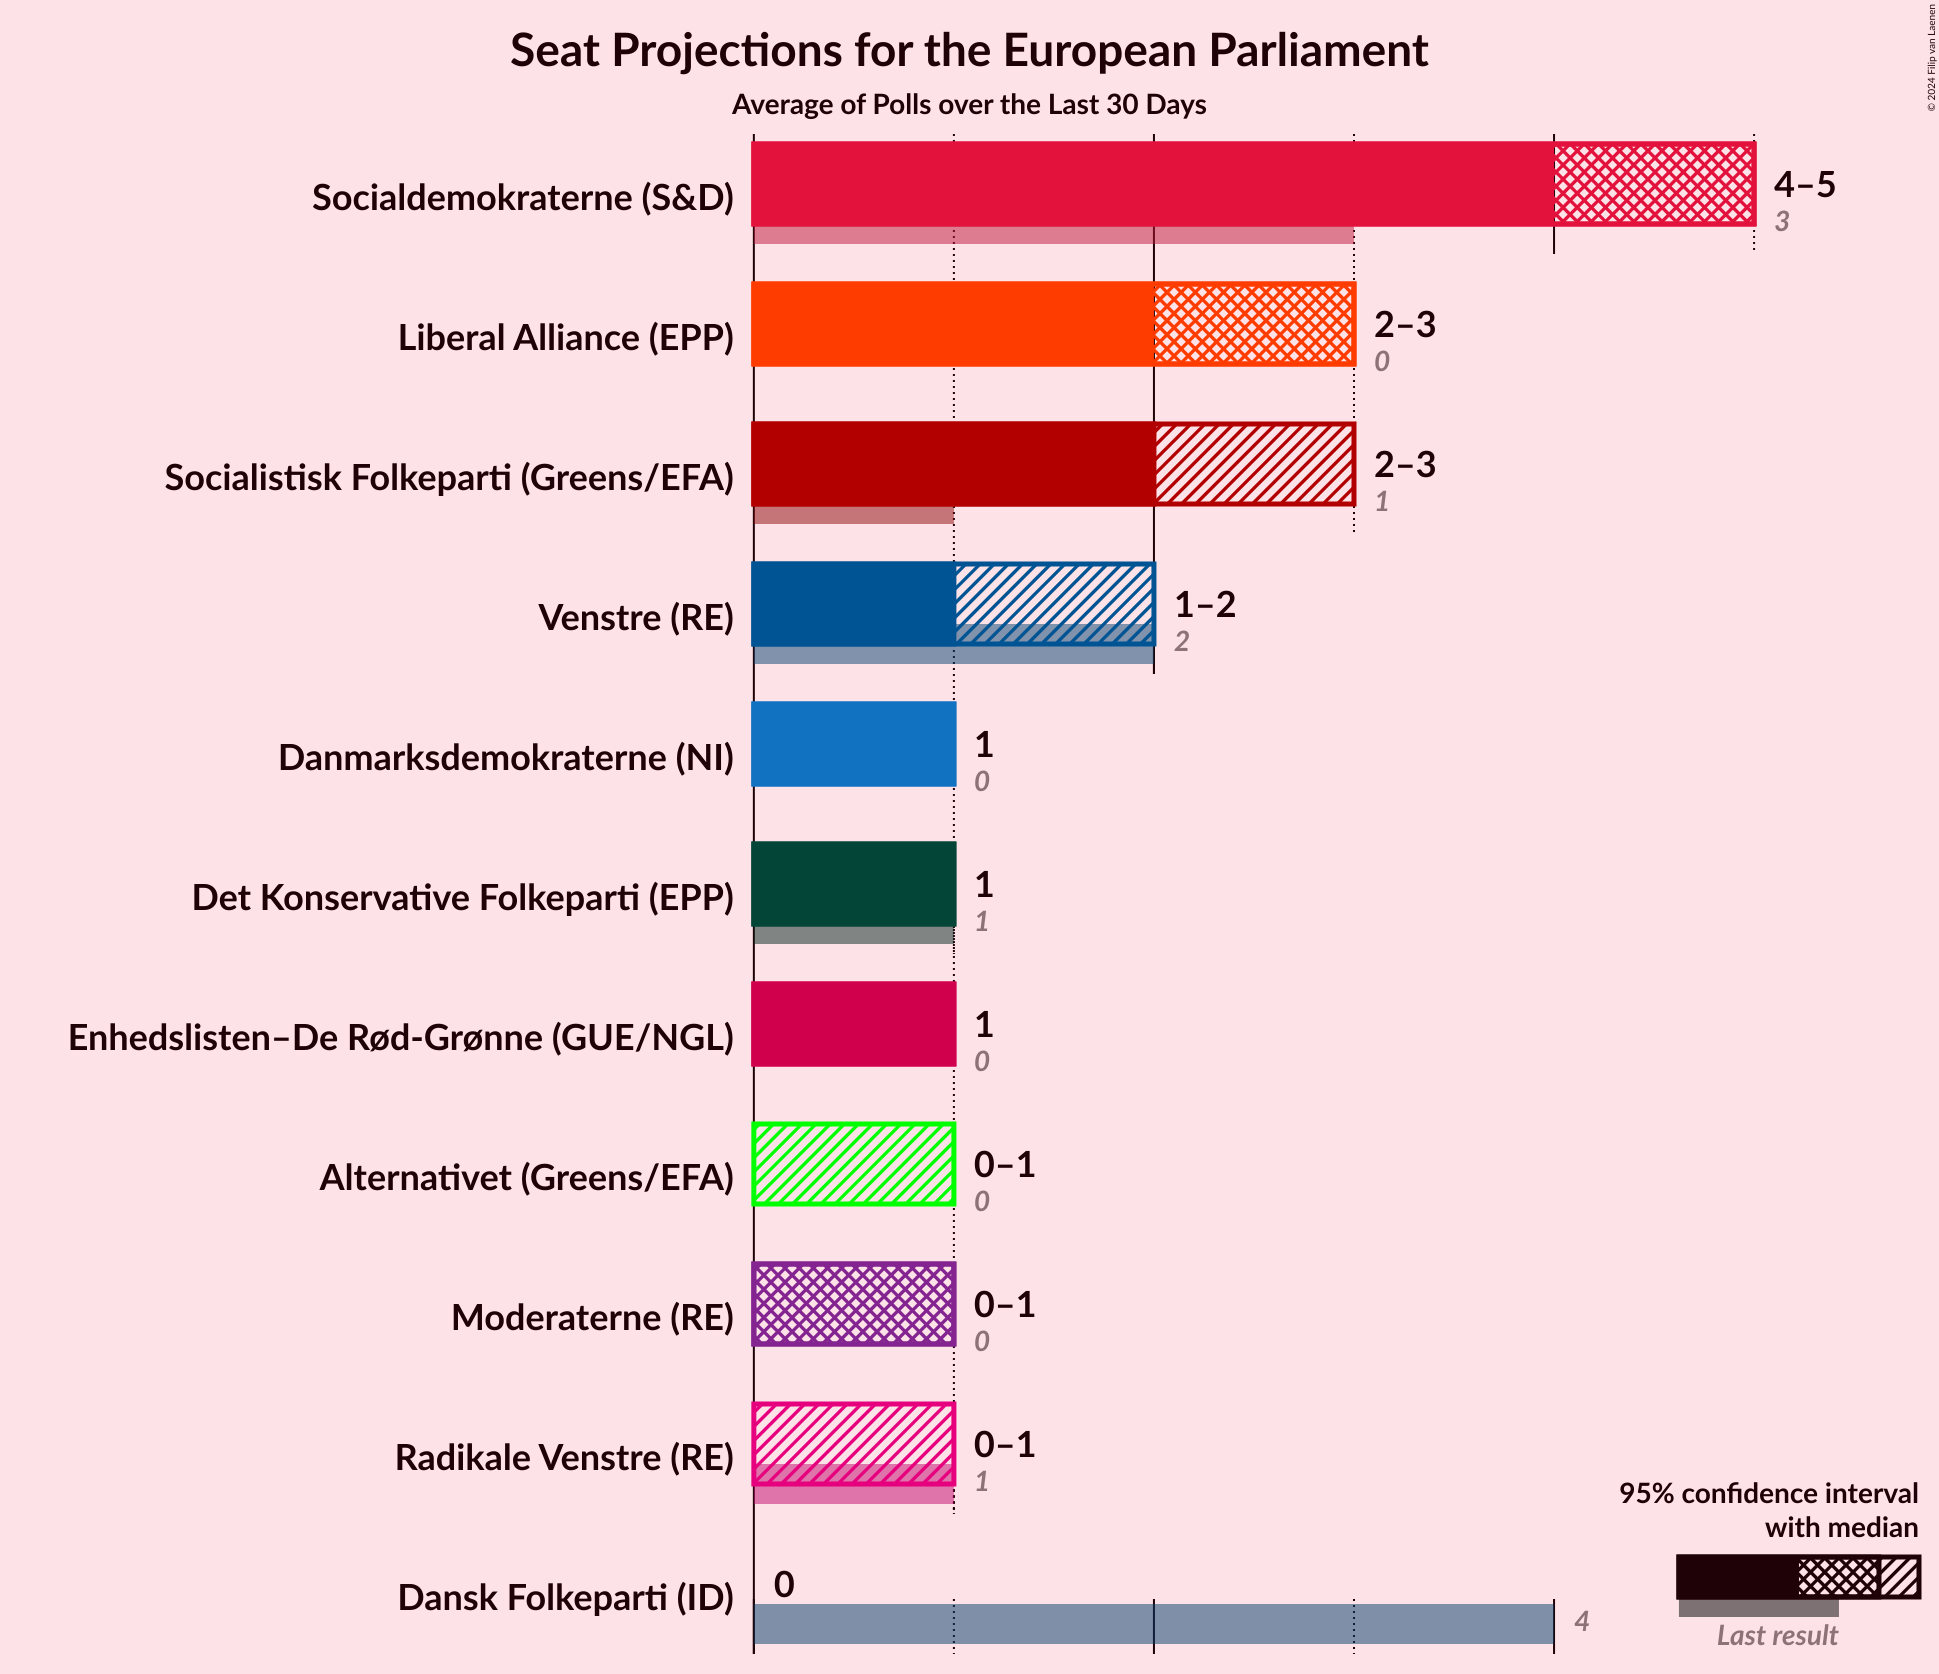 Seat Projections for the European Parliament
Average of Polls over the Last 30 Days
© 2024 Filip van Laenen
Socialdemokraterne (S&D)
4–5
3
Liberal Alliance (EPP)
2–3
0
Socialistisk Folkeparti (Greens/EFA)
2–3
1
Venstre (RE)
1–2
2
Danmarksdemokraterne (NI)
1
0
Det Konservative Folkeparti (EPP)
1
1
Enhedslisten–De Rød-Grønne (GUE/NGL)
1
0
Alternativet (Greens/EFA)
0–1
0
Moderaterne (RE)
0–1
0
Radikale Venstre (RE)
0–1
1
Dansk Folkeparti (ID)
0
4
95% confidence interval
with median
Last result